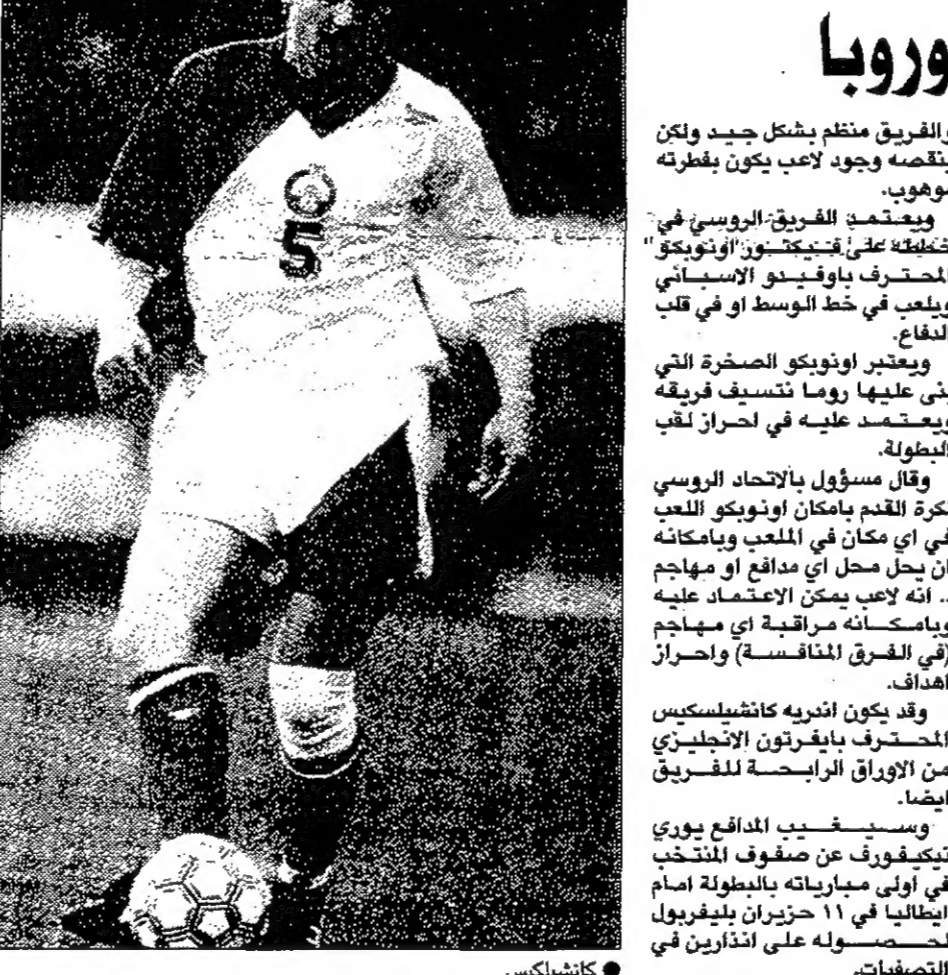 وروبا
والفريق منظم بشكل جيد ولكن
تنقصه وجود لاعب يكون بفطرته
موهوب.
ويعتمد الفريق الروسي في
خططه على فيكتور اونوبكو "
المحترف باوفيدو الاسباني
ويلعب في خط الوسط او في قلب
الدفاع.
ويعتبر اونوبكو الصخرة التي
بنى عليها روما نتسيف فريقه
ويعتمد عليه في احراز لقب
البطولة.
وقال مسؤول بالاتحاد الروسي
لكرة القدم بامكان اونوبكو اللعب
في اي مكان في الملعب وبامكانه
ان يحل محل اي مدافع او مهاجم
.. انه لاعب يمكن الاعتماد عليه
وبامكانه مراقبة اي مهاجم
(في الفرق المنافسة) واحراز
اهداف.
وقد يكون اندريه كانشيلسكيس
المحترف بايفرتون الانجليزي
من الاوراق الرابحة للفريق
ايضا.
وسيغيب المدافع يوري
نيكيفورف عن صفوف المنتخب
في اولى مبارياته بالبطولة امام
ايطاليا في ١١ حزيران بليفربول
لحصوله على انذارين في
التصفيات.
5
● كانشيلكيس